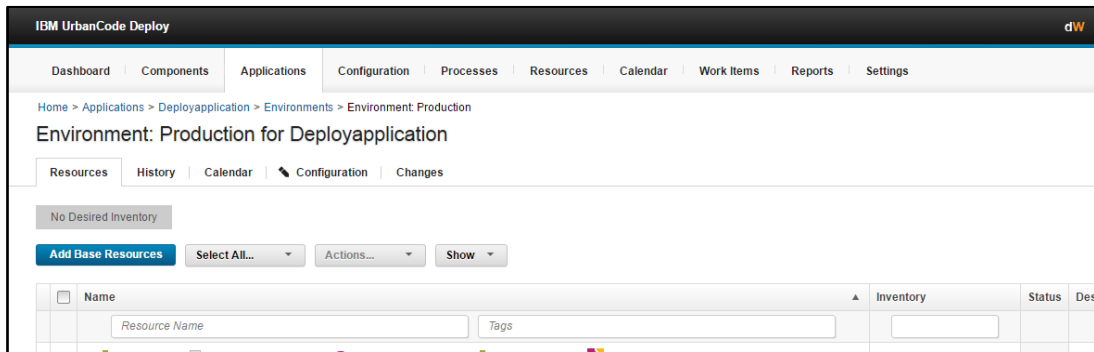 IBM UrbanCode Deploy dW
Dashboard Components Applications Configuration Processes Resources Calendar Work Items Reports Settings
Home > Applications > Deployapplication > Environments > Environment: Production
Environment: Production for Deployapplication
Resources History Calendar Configuration Changes
No Desired Inventory
Add Base Resources Select All... Actions... Show
Name Inventory Status Des
Resource Name Tags